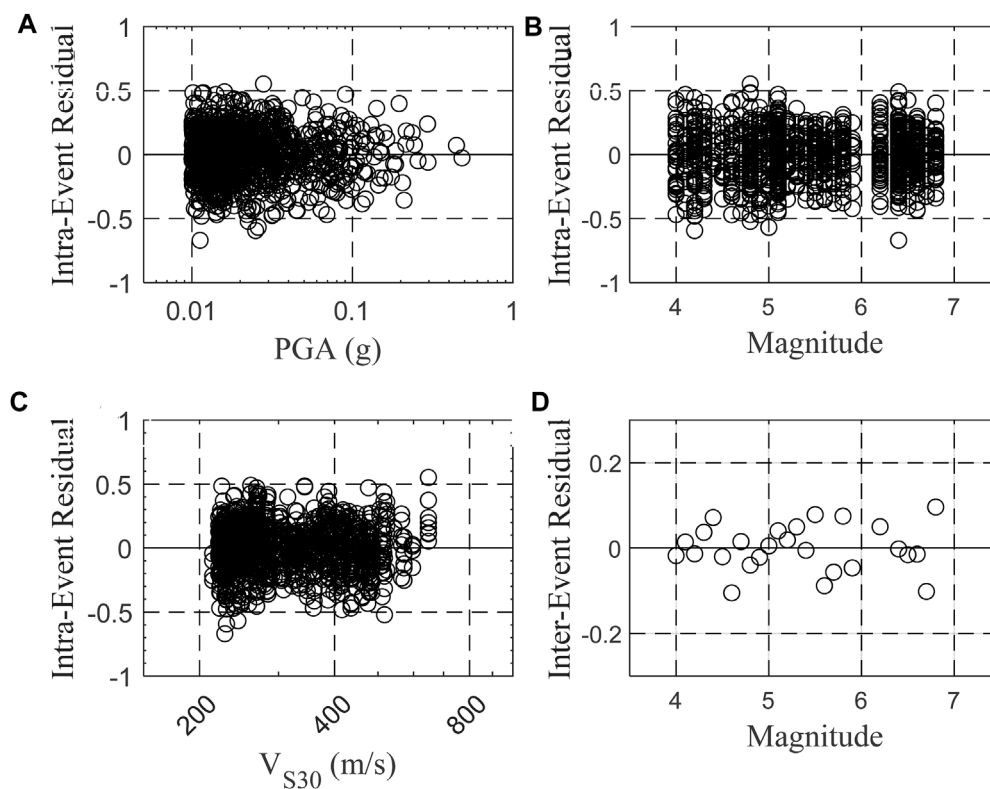 A
Intra-Event Residual
1
0.5
0
-0.5
-1
0.01
0.1
1
PGA (g)
B
Intra-Event Residual
1
0.5
0
-0.5
-1
4
5
6
7
Magnitude
C
Intra-Event Residual
1
0.5
0
-0.5
-1
200
400
800
V_S30 (m/s)
D
Inter-Event Residual
0.2
0
-0.2
4
5
6
7
Magnitude